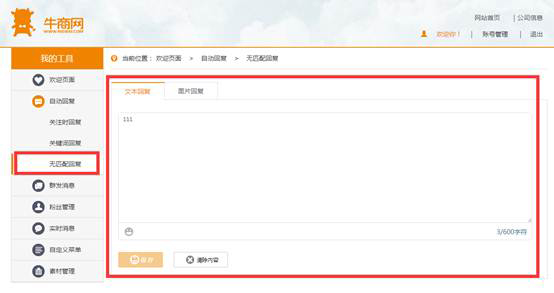 牛商网
网站首页 | 公司信息
欢迎你! | 账号管理 | 退出
我的工具
当前位置: 欢迎页面 > 自动回复 > 无匹配回复
欢迎页面
自动回复
关注时回复
关键词回复
无匹配回复
群发消息
粉丝管理
实时消息
自定义菜单
素材管理
文本回复
图片回复
111
3/600字符
保存
清除内容